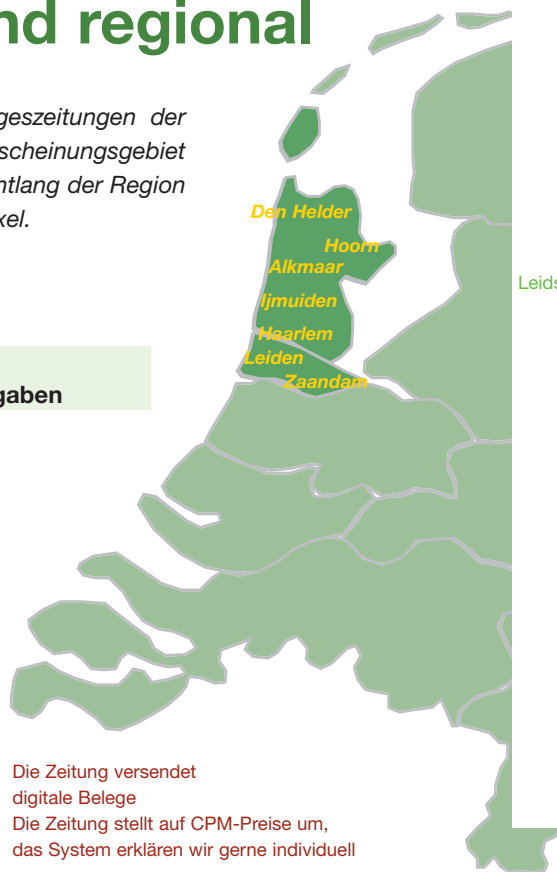 nd regional
geszeitungen der
scheinungsgebiet
ntlang der Region
xel.
gaben
Den Helder
Hoorn
Alkmaar
Ijmuiden
Haarlem
Leiden
Zaandam
Leids
Die Zeitung versendet
digitale Belege
Die Zeitung stellt auf CPM-Preise um,
das System erklären wir gerne individuell